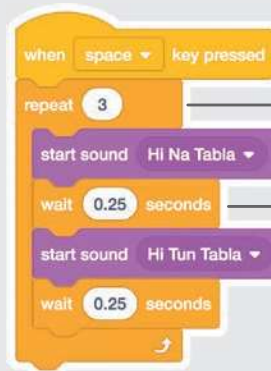 when space key pressed
repeat 3
start sound Hi Na Tabla
wait 0.25 seconds
start sound Hi Tun Tabla
wait 0.25 seconds